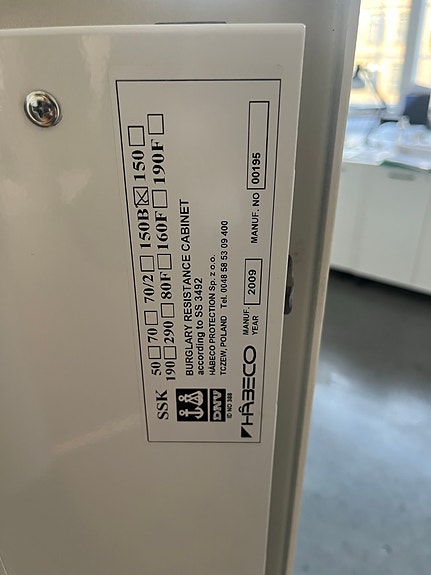 SSK 50☐ 70☐ 70/2☐ 150B☒ 150☐
190☐ 290☐ 80F☐ 160F☐ 190F☐
BURGLARY RESISTANCE CABINET
according to SS 3492
HÅBECO PROTECTION Sp. z o.o.
TCZEW, POLAND Tel. 0048 58 53 09 400
DNV
ID NO 388
HÅBECO
MANUF. YEAR 2009
MANUF. NO 00195